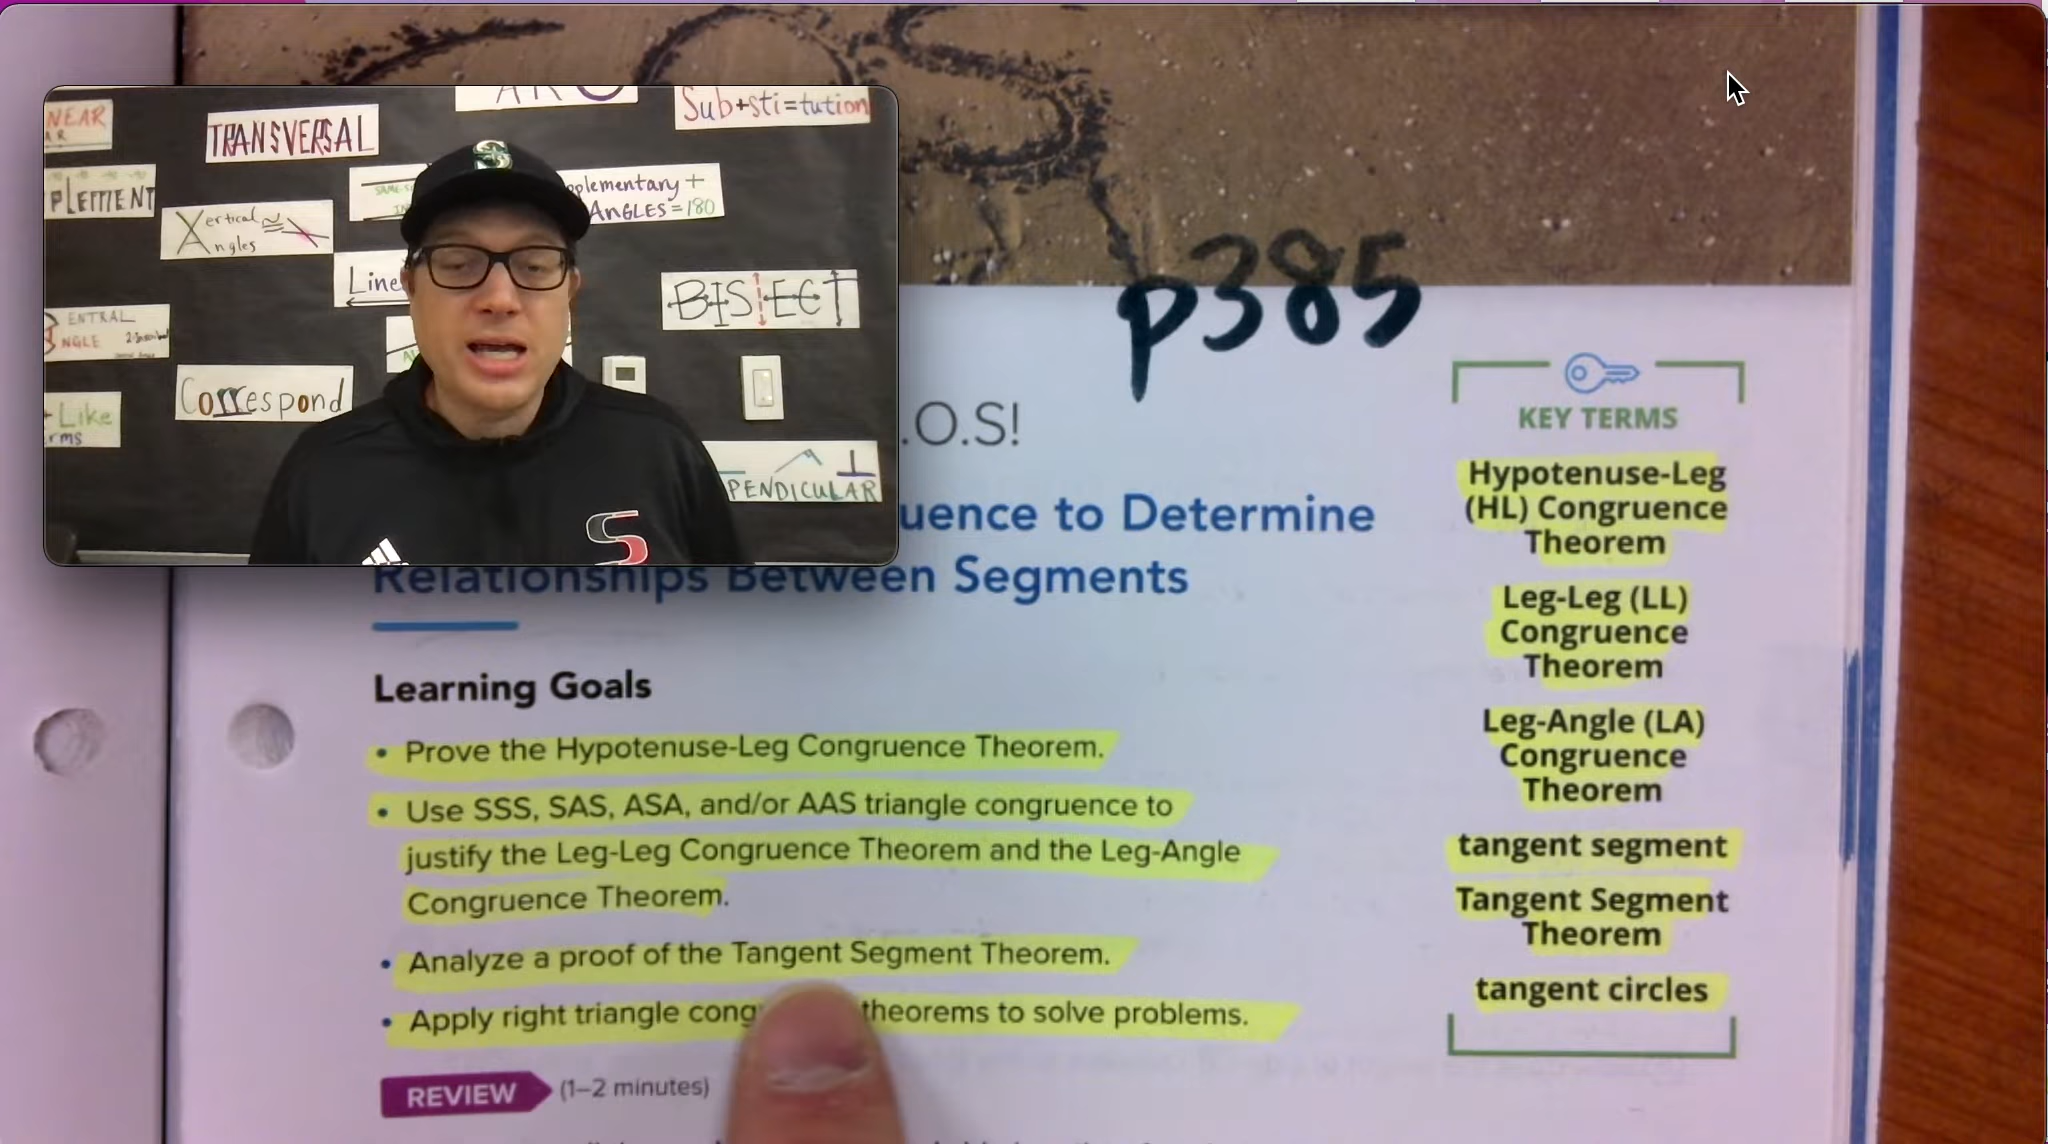 NEAR
TRANSVERSAL
Sub+sti=tution
PLEMENT
Vertical
Angles
pplementary +
ANGLES=180
Line
BISECT
ENTRAL
NGLE
Correspond
+Like
rms
PENDICULAR
S
p385
.O.S!
uence to Determine
Relationships Between Segments
Learning Goals
• Prove the Hypotenuse-Leg Congruence Theorem.
• Use SSS, SAS, ASA, and/or AAS triangle congruence to
justify the Leg-Leg Congruence Theorem and the Leg-Angle
Congruence Theorem.
• Analyze a proof of the Tangent Segment Theorem.
• Apply right triangle cong theorems to solve problems.
REVIEW (1–2 minutes)
KEY TERMS
Hypotenuse-Leg
(HL) Congruence
Theorem
Leg-Leg (LL)
Congruence
Theorem
Leg-Angle (LA)
Congruence
Theorem
tangent segment
Tangent Segment
Theorem
tangent circles